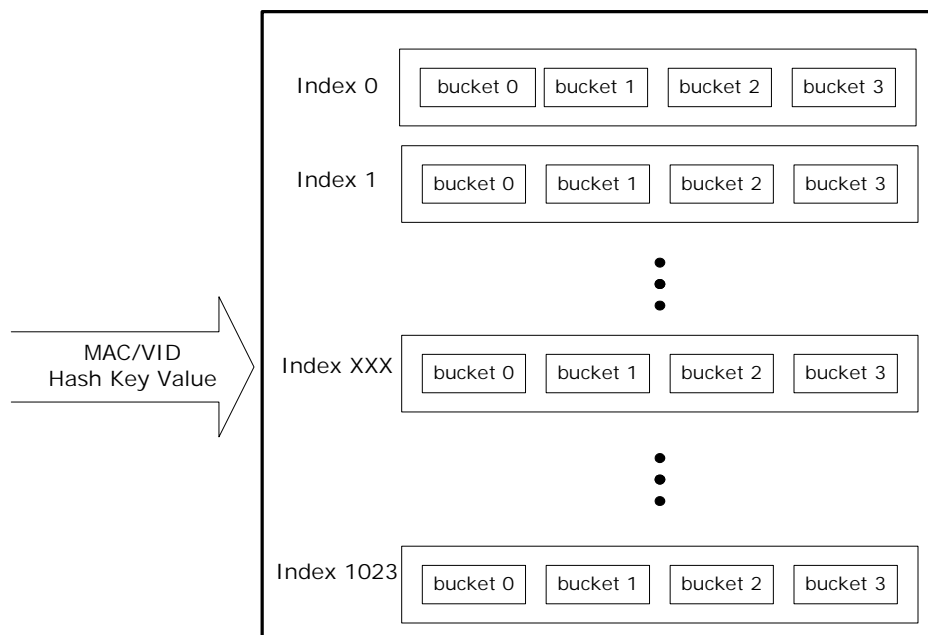 Index 0
bucket 0 bucket 1 bucket 2 bucket 3
Index 1
bucket 0 bucket 1 bucket 2 bucket 3
MAC/VID
Hash Key Value
Index XXX
bucket 0 bucket 1 bucket 2 bucket 3
Index 1023
bucket 0 bucket 1 bucket 2 bucket 3